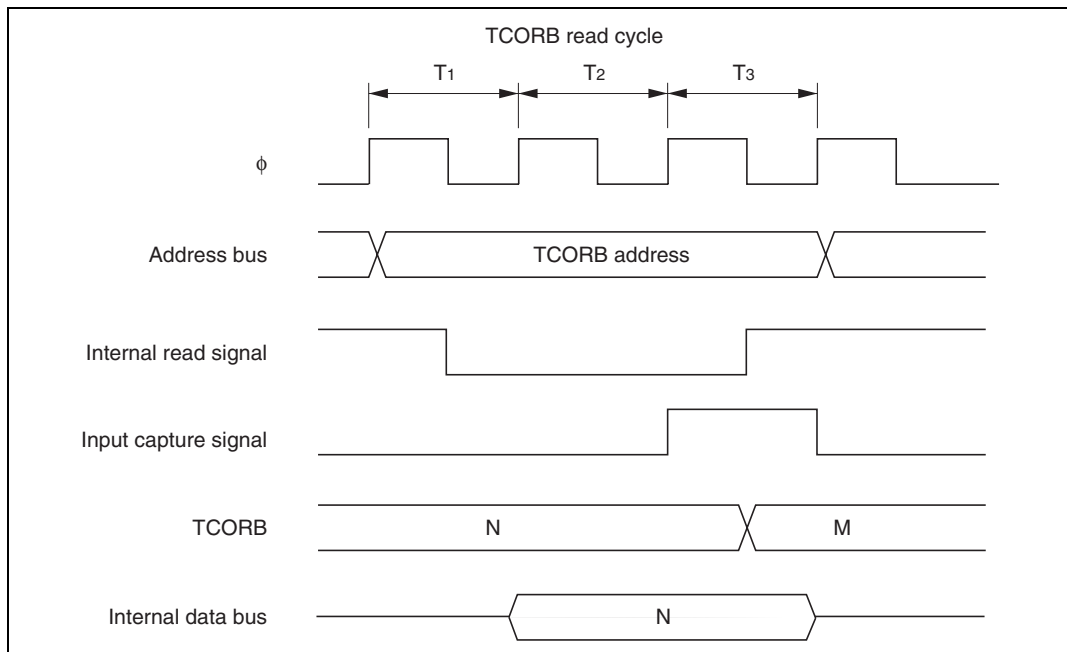 TCORB read cycle
T1 T2 T3
φ
Address bus TCORB address
Internal read signal
Input capture signal
TCORB N M
Internal data bus N